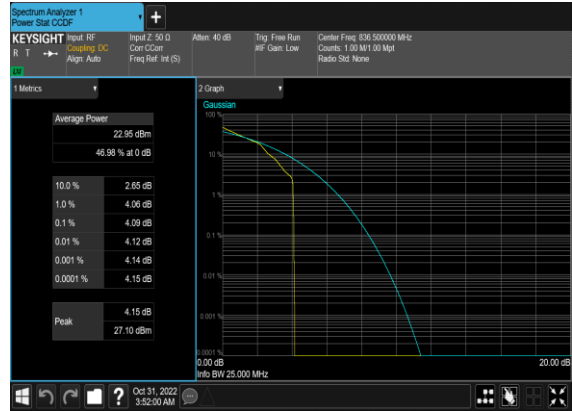 Spectrum Analyzer 1
Power Stat CCDF
KEYSIGHT
R T
LV
Input: RF
Coupling: DC
Align: Auto
Input Z: 50 Ω
Corr CCorr
Freq Ref: Int (S)
Atten: 40 dB
Trig: Free Run
#IF Gain: Low
Center Freq: 836.500000 MHz
Counts: 1.00 M/1.00 Mpt
Radio Std: None
1 Metrics
Average Power
22.95 dBm
46.98 % at 0 dB
10.0 % 2.65 dB
1.0 % 4.06 dB
0.1 % 4.09 dB
0.01 % 4.12 dB
0.001 % 4.14 dB
0.0001 % 4.15 dB
Peak
4.15 dB
27.10 dBm
2 Graph
Gaussian
100 %
10 %
1 %
0.1 %
0.01 %
0.001 %
0.0001 %
0.00 dB 20.00 dB
Info BW 25.000 MHz
Oct 31, 2022
3:52:00 AM